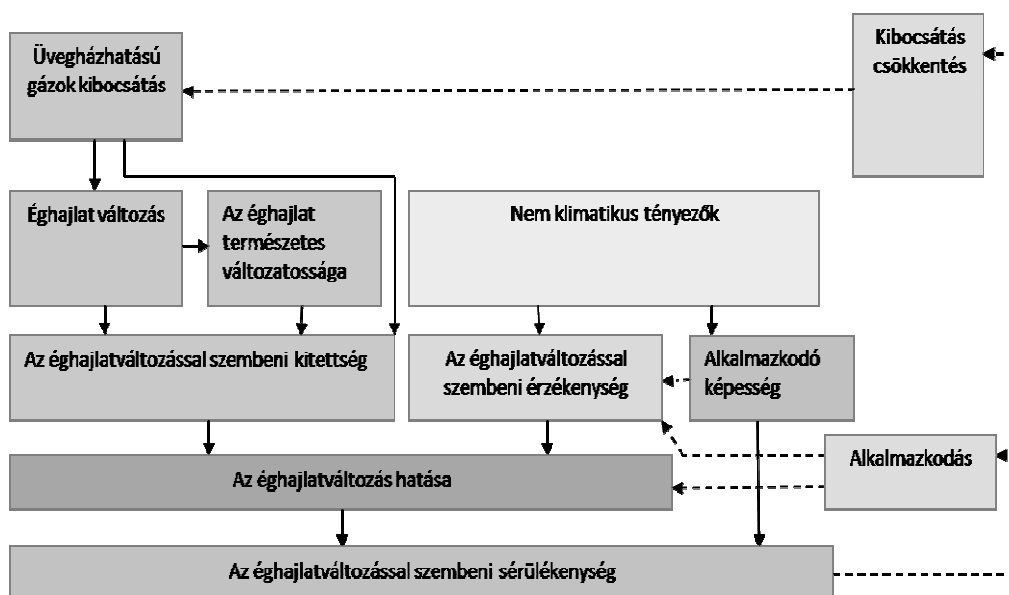 Üvegházhatású
gázok kibocsátás
Kibocsátás
csökkentés
Éghajlat változás
Az éghajlat
természetes
változatossága
Nem klimatikus tényezők
Az éghajlatváltozással szembeni kitettség
Az éghajlatváltozással
szembeni érzékenység
Alkalmazkodó
képesség
Alkalmazkodás
Az éghajlatváltozás hatása
Az éghajlatváltozással szembeni sérülékenység